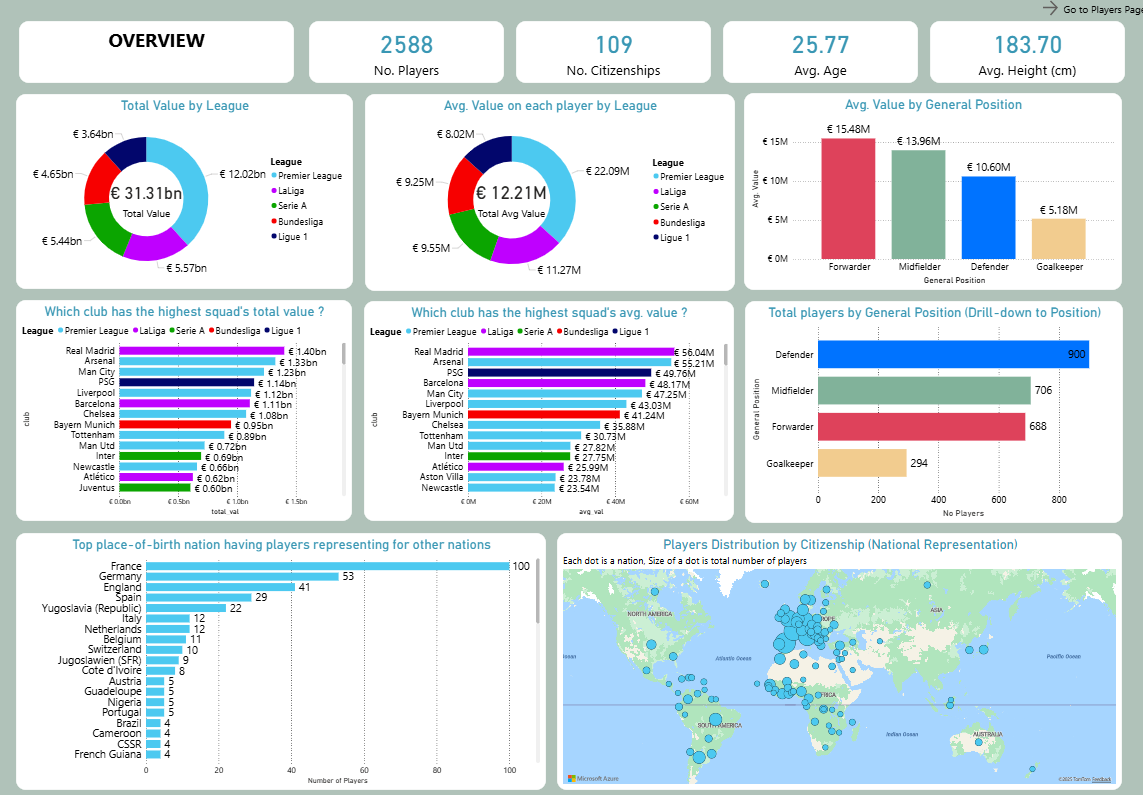 Go to Players Page
OVERVIEW
2588
No. Players
109
No. Citizenships
25.77
Avg. Age
183.70
Avg. Height (cm)
Total Value by League
€ 3.64bn
€ 4.65bn
€ 5.44bn
€ 5.57bn
€ 12.02bn
€ 31.31bn
Total Value
League
Premier League
LaLiga
Serie A
Bundesliga
Ligue 1
Avg. Value on each player by League
€ 8.02M
€ 9.25M
€ 9.55M
€ 11.27M
€ 22.09M
€ 12.21M
Total Avg Value
League
Premier League
LaLiga
Serie A
Bundesliga
Ligue 1
Avg. Value by General Position
Avg. Value
€ 15M
€ 10M
€ 5M
€ 0M
€ 15.48M
€ 13.96M
€ 10.60M
€ 5.18M
Forwarder Midfielder Defender Goalkeeper
General Position
Which club has the highest squad's total value ?
League Premier League LaLiga Serie A Bundesliga Ligue 1
club
Real Madrid € 1.40bn
Arsenal € 1.33bn
Man City € 1.23bn
PSG € 1.14bn
Liverpool € 1.12bn
Barcelona € 1.11bn
Chelsea € 1.08bn
Bayern Munich € 0.95bn
Tottenham € 0.89bn
Man Utd € 0.72bn
Inter € 0.69bn
Newcastle € 0.66bn
Atlético € 0.62bn
Juventus € 0.60bn
€ 0.0bn € 0.5bn € 1.0bn € 1.5bn
total_val
Which club has the highest squad's avg. value ?
League Premier League LaLiga Serie A Bundesliga Ligue 1
club
Real Madrid € 56.04M
Arsenal € 55.21M
PSG € 49.76M
Barcelona € 48.17M
Man City € 47.25M
Liverpool € 43.03M
Bayern Munich € 41.24M
Chelsea € 35.88M
Tottenham € 30.73M
Man Utd € 27.82M
Inter € 27.75M
Atlético € 25.99M
Aston Villa € 23.78M
Newcastle € 23.54M
€ 0M € 20M € 40M € 60M
avg_val
Total players by General Position (Drill-down to Position)
General Position
Defender 900
Midfielder 706
Forwarder 688
Goalkeeper 294
0 200 400 600 800
No Players
Top place-of-birth nation having players representing for other nations
France 100
Germany 53
England 41
Spain 29
Yugoslavia (Republic) 22
Italy 12
Netherlands 12
Belgium 11
Switzerland 10
Jugoslawien (SFR) 9
Cote d'Ivoire 8
Austria 5
Guadeloupe 5
Nigeria 5
Portugal 5
Brazil 4
Cameroon 4
CSSR 4
French Guiana 4
0 20 40 60 80 100
Number of Players
Players Distribution by Citizenship (National Representation)
Each dot is a nation, Size of a dot is total number of players
NORTH AMERICA
ASIA
Atlantic Ocean
Pacific Ocean
Indian Ocean
AUSTRALIA
Microsoft Azure
©2025 TomTom Feedback